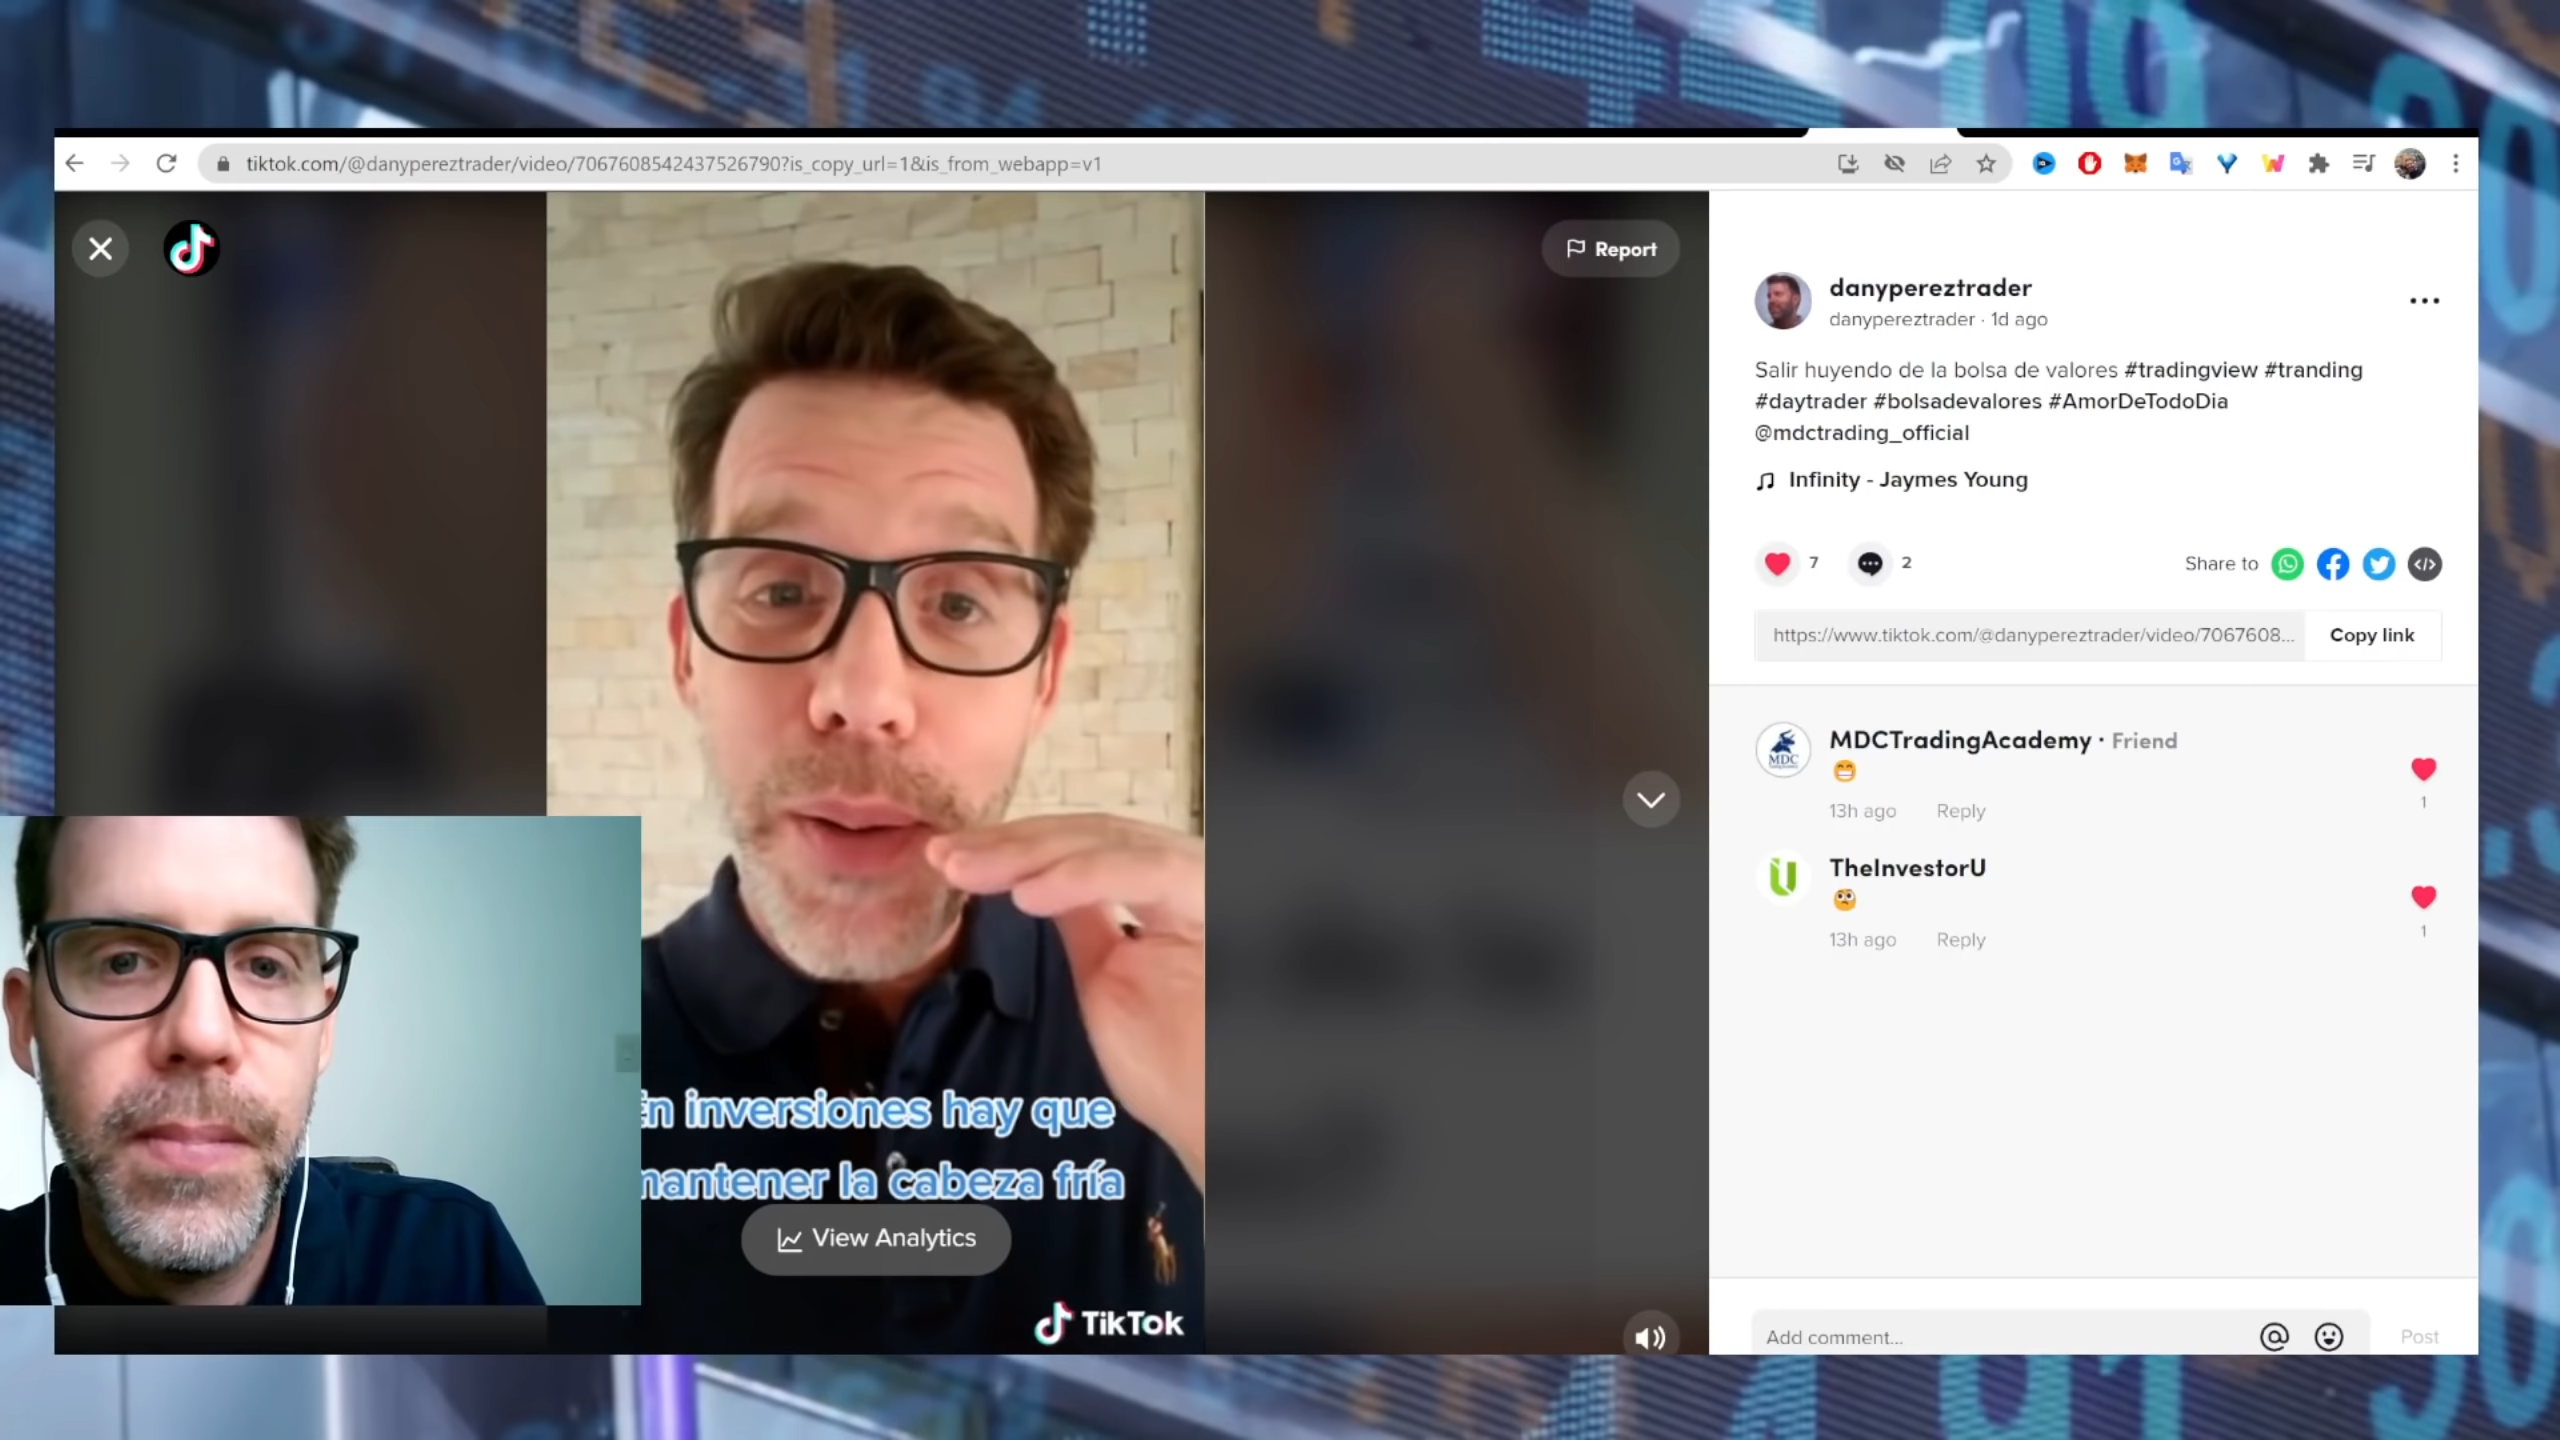 tiktok.com/@danypereztrader/video/7067608542437526790?is_copy_url=1&is_from_webapp=v1
Report
danypereztrader
danypereztrader · 1d ago
Salir huyendo de la bolsa de valores #tradingview #tranding
#daytrader #bolsadevalores #AmorDeTodoDia
@mdctrading_official
Infinity - Jaymes Young
7
2
Share to
https://www.tiktok.com/@danypereztrader/video/7067608...
Copy link
MDC
MDCTradingAcademy · Friend
😁
13h ago Reply
1
TheInvestorU
13h ago Reply
1
En inversiones hay que
mantener la cabeza fría
View Analytics
TikTok
Add comment...
Post